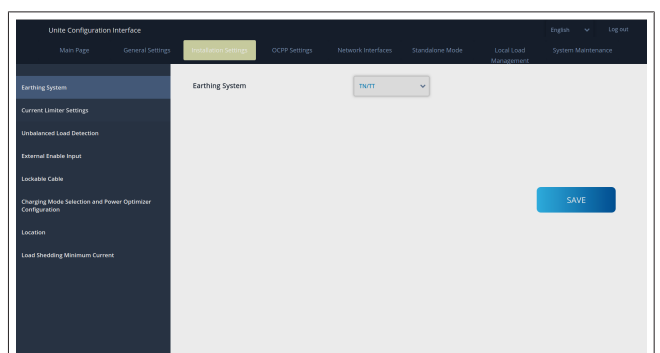 Unite Configuration Interface
English
Log out
Main Page
General Settings
Installation Settings
OCPP Settings
Network Interfaces
Standalone Mode
Local Load
Management
System Maintenance
Earthing System
Current Limiter Settings
Unbalanced Load Detection
External Enable Input
Lockable Cable
Charging Mode Selection and Power Optimizer
Configuration
Location
Load Shedding Minimum Current
Earthing System
TN/TT
SAVE